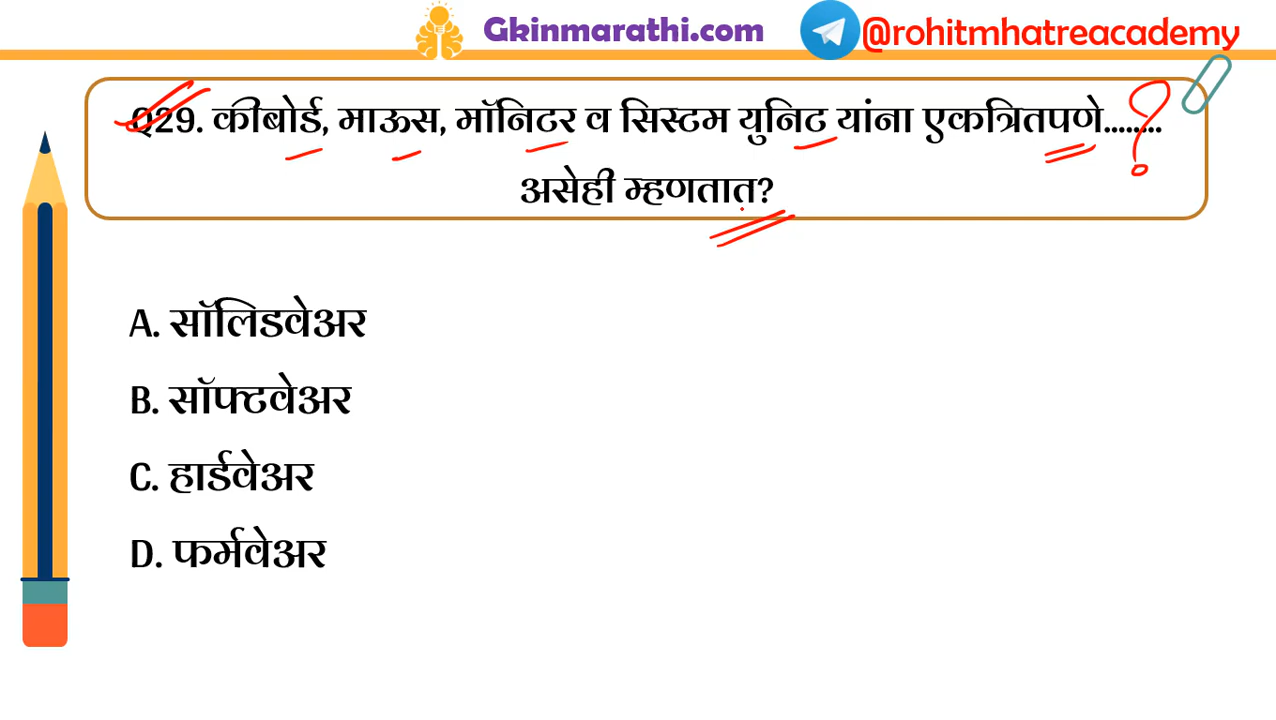 Gkinmarathi.com @rohitmhatreacademy
Q29. कीबोर्ड, माऊस, मॉनिटर व सिस्टम युनिट यांना एकत्रितपणे........ ?
असेही म्हणतात?
A. सॉलिडवेअर
B. सॉफ्टवेअर
C. हार्डवेअर
D. फर्मवेअर